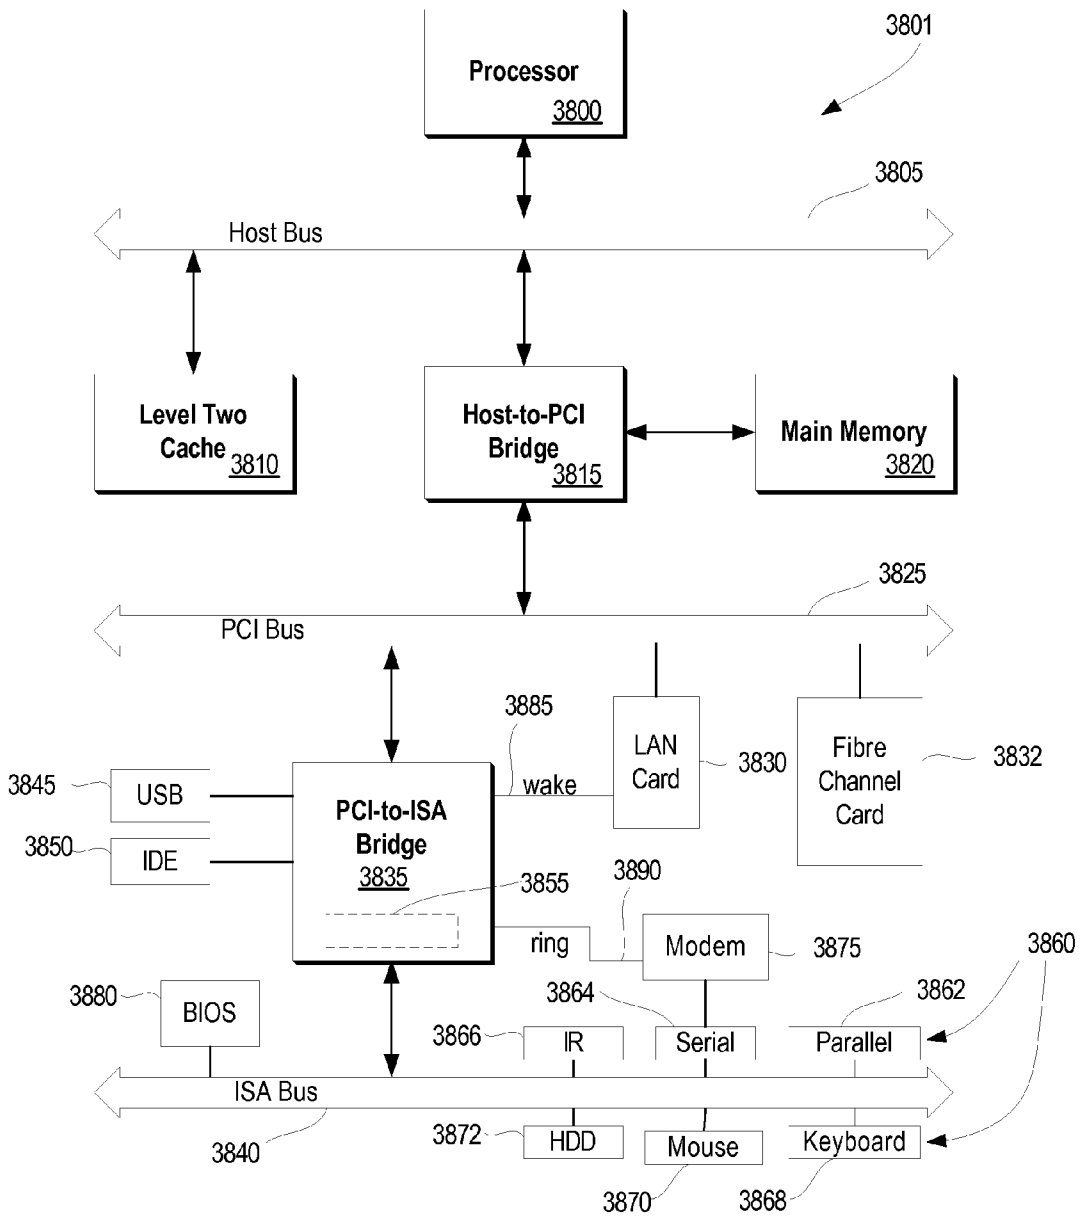 3801
Processor
3800
3805
Host Bus
Level Two
Cache
3810
Host-to-PCI
Bridge
3815
Main Memory
3820
3825
PCI Bus
3885
LAN
Card
3830
Fibre
Channel
Card
3832
3845
USB
wake
PCI-to-ISA
Bridge
3835
3850
IDE
3855
3890
ring
Modem
3875
3860
3880
BIOS
3864
3862
3866
IR
Serial
Parallel
ISA Bus
3840
3872
HDD
Mouse
Keyboard
3870
3868